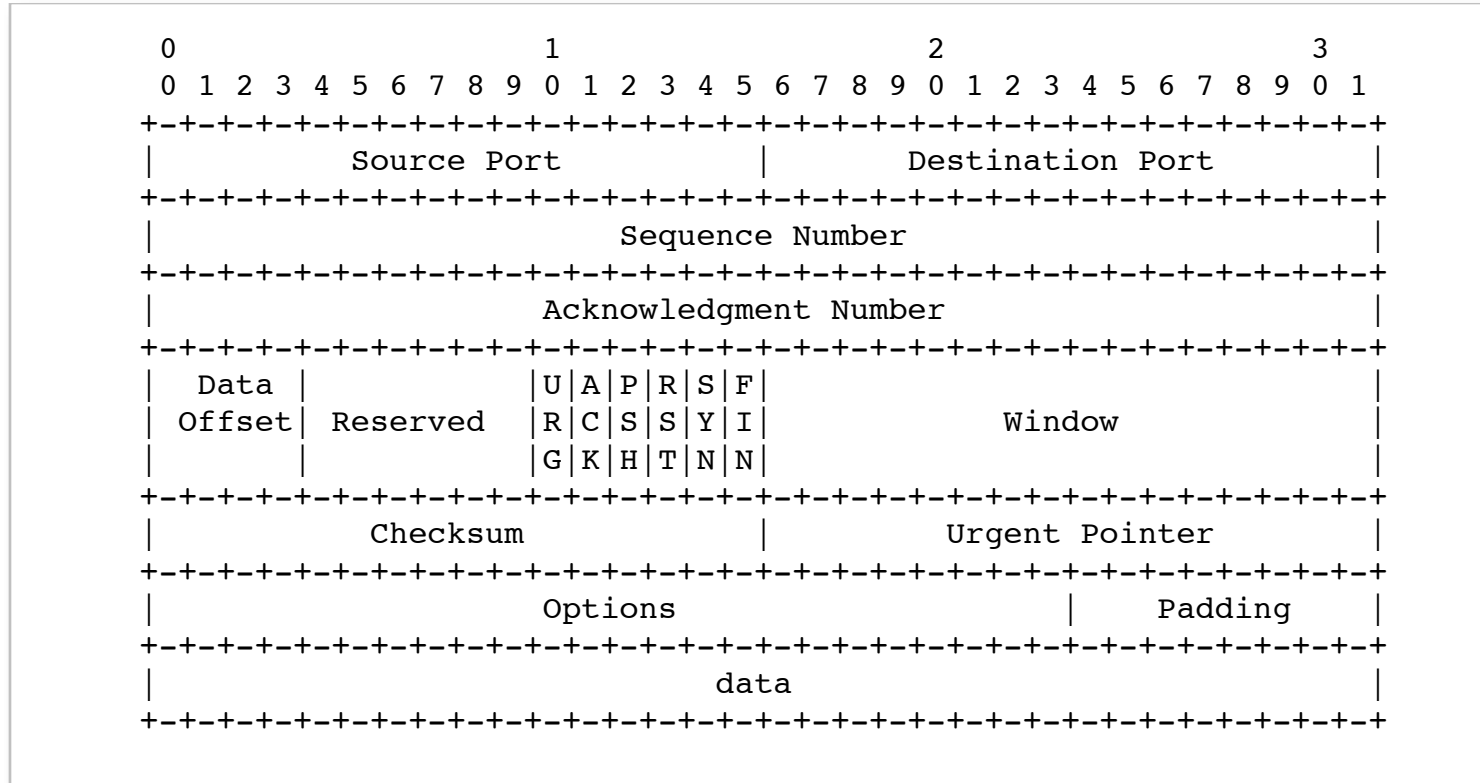 0                   1                   2                   3
0 1 2 3 4 5 6 7 8 9 0 1 2 3 4 5 6 7 8 9 0 1 2 3 4 5 6 7 8 9 0 1
+-+-+-+-+-+-+-+-+-+-+-+-+-+-+-+-+-+-+-+-+-+-+-+-+-+-+-+-+-+-+-+-+
|          Source Port          |       Destination Port        |
+-+-+-+-+-+-+-+-+-+-+-+-+-+-+-+-+-+-+-+-+-+-+-+-+-+-+-+-+-+-+-+-+
|                        Sequence Number                        |
+-+-+-+-+-+-+-+-+-+-+-+-+-+-+-+-+-+-+-+-+-+-+-+-+-+-+-+-+-+-+-+-+
|                    Acknowledgment Number                      |
+-+-+-+-+-+-+-+-+-+-+-+-+-+-+-+-+-+-+-+-+-+-+-+-+-+-+-+-+-+-+-+-+
|  Data |           |U|A|P|R|S|F|                               |
| Offset| Reserved  |R|C|S|S|Y|I|            Window             |
|       |           |G|K|H|T|N|N|                               |
+-+-+-+-+-+-+-+-+-+-+-+-+-+-+-+-+-+-+-+-+-+-+-+-+-+-+-+-+-+-+-+-+
|           Checksum            |         Urgent Pointer        |
+-+-+-+-+-+-+-+-+-+-+-+-+-+-+-+-+-+-+-+-+-+-+-+-+-+-+-+-+-+-+-+-+
|                    Options                    |    Padding    |
+-+-+-+-+-+-+-+-+-+-+-+-+-+-+-+-+-+-+-+-+-+-+-+-+-+-+-+-+-+-+-+-+
|                             data                              |
+-+-+-+-+-+-+-+-+-+-+-+-+-+-+-+-+-+-+-+-+-+-+-+-+-+-+-+-+-+-+-+-+